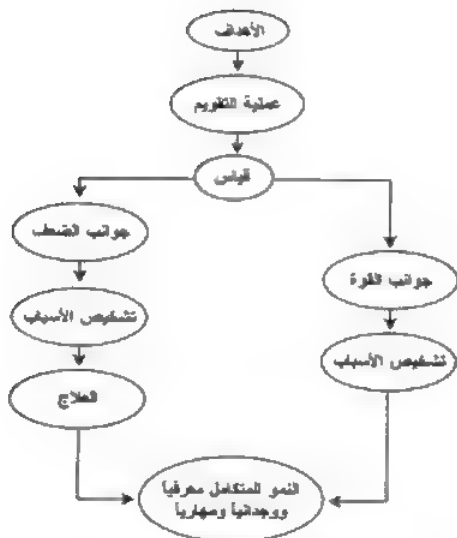 الأهداف
عملية التقويم
قياس
جوانب الضعف
جوانب القوة
تشخيص الأسباب
تشخيص الأسباب
العلاج
النمو المتكامل معرفياً
ووجدانياً ومهارياً